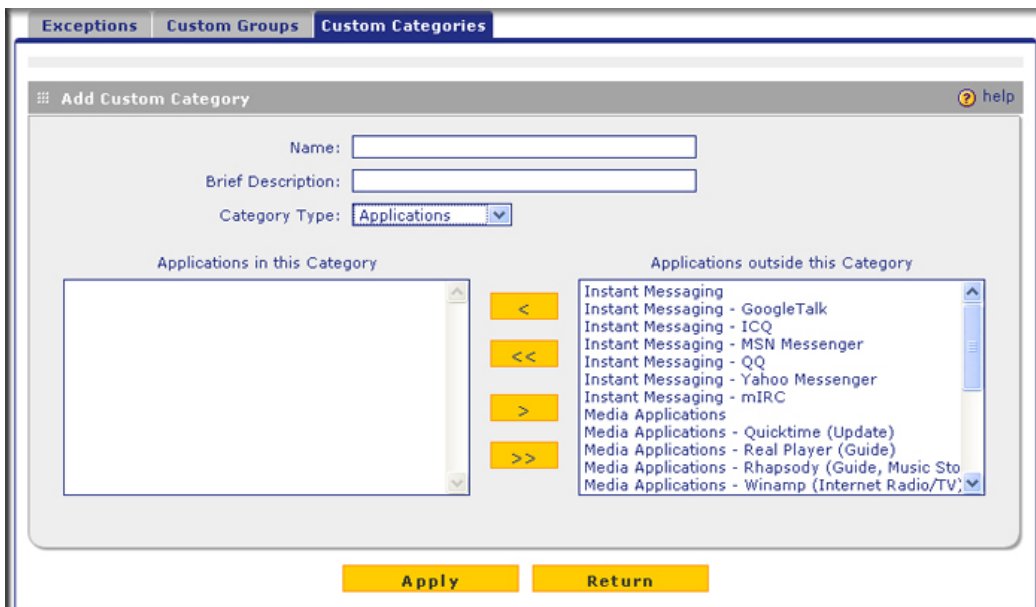 Exceptions Custom Groups Custom Categories
Add Custom Category ? help
Name:
Brief Description:
Category Type: Applications
Applications in this Category Applications outside this Category
Instant Messaging
Instant Messaging - GoogleTalk
<
Instant Messaging - ICQ
Instant Messaging - MSN Messenger
<<
Instant Messaging - QQ
Instant Messaging - Yahoo Messenger
Instant Messaging - mIRC
>
Media Applications
Media Applications - Quicktime (Update)
>>
Media Applications - Real Player (Guide)
Media Applications - Rhapsody (Guide, Music Sto
Media Applications - Winamp (Internet Radio/TV)
Apply Return